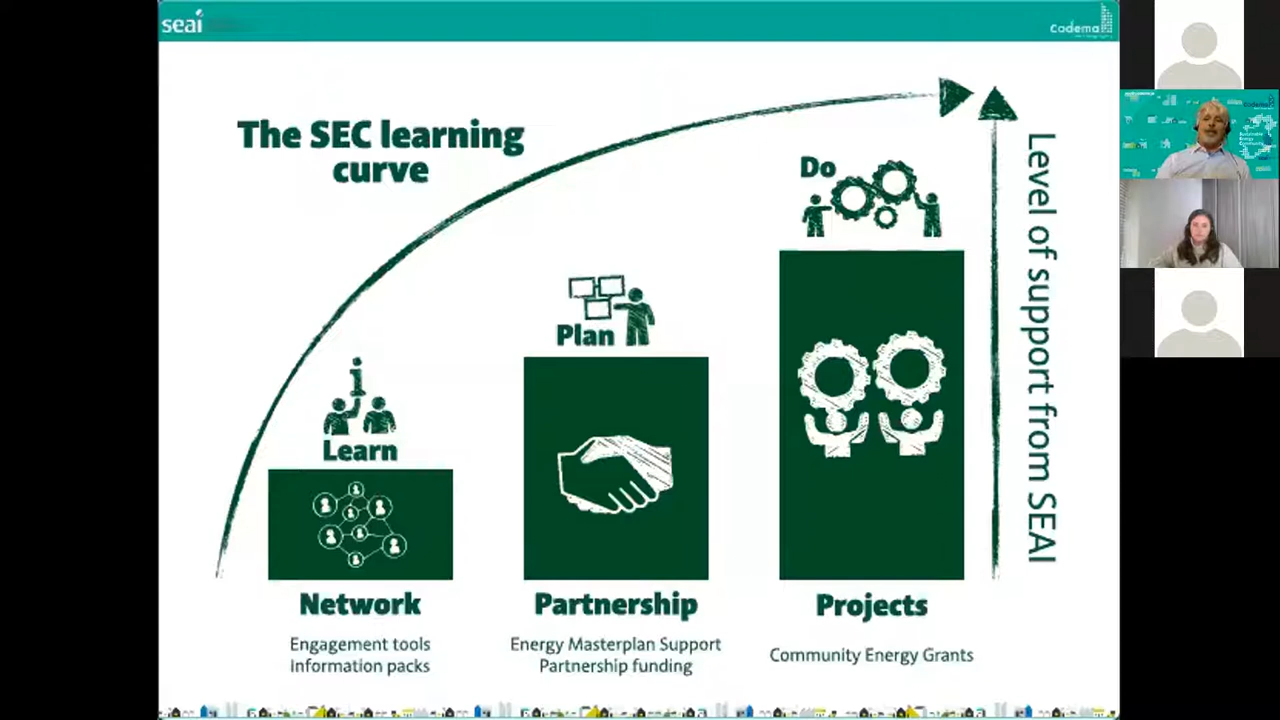 seai
codema
The SEC learning
curve
Do
Plan
Learn
Level of support from SEAI
Network
Partnership
Projects
Engagement tools
Information packs
Energy Masterplan Support
Partnership funding
Community Energy Grants